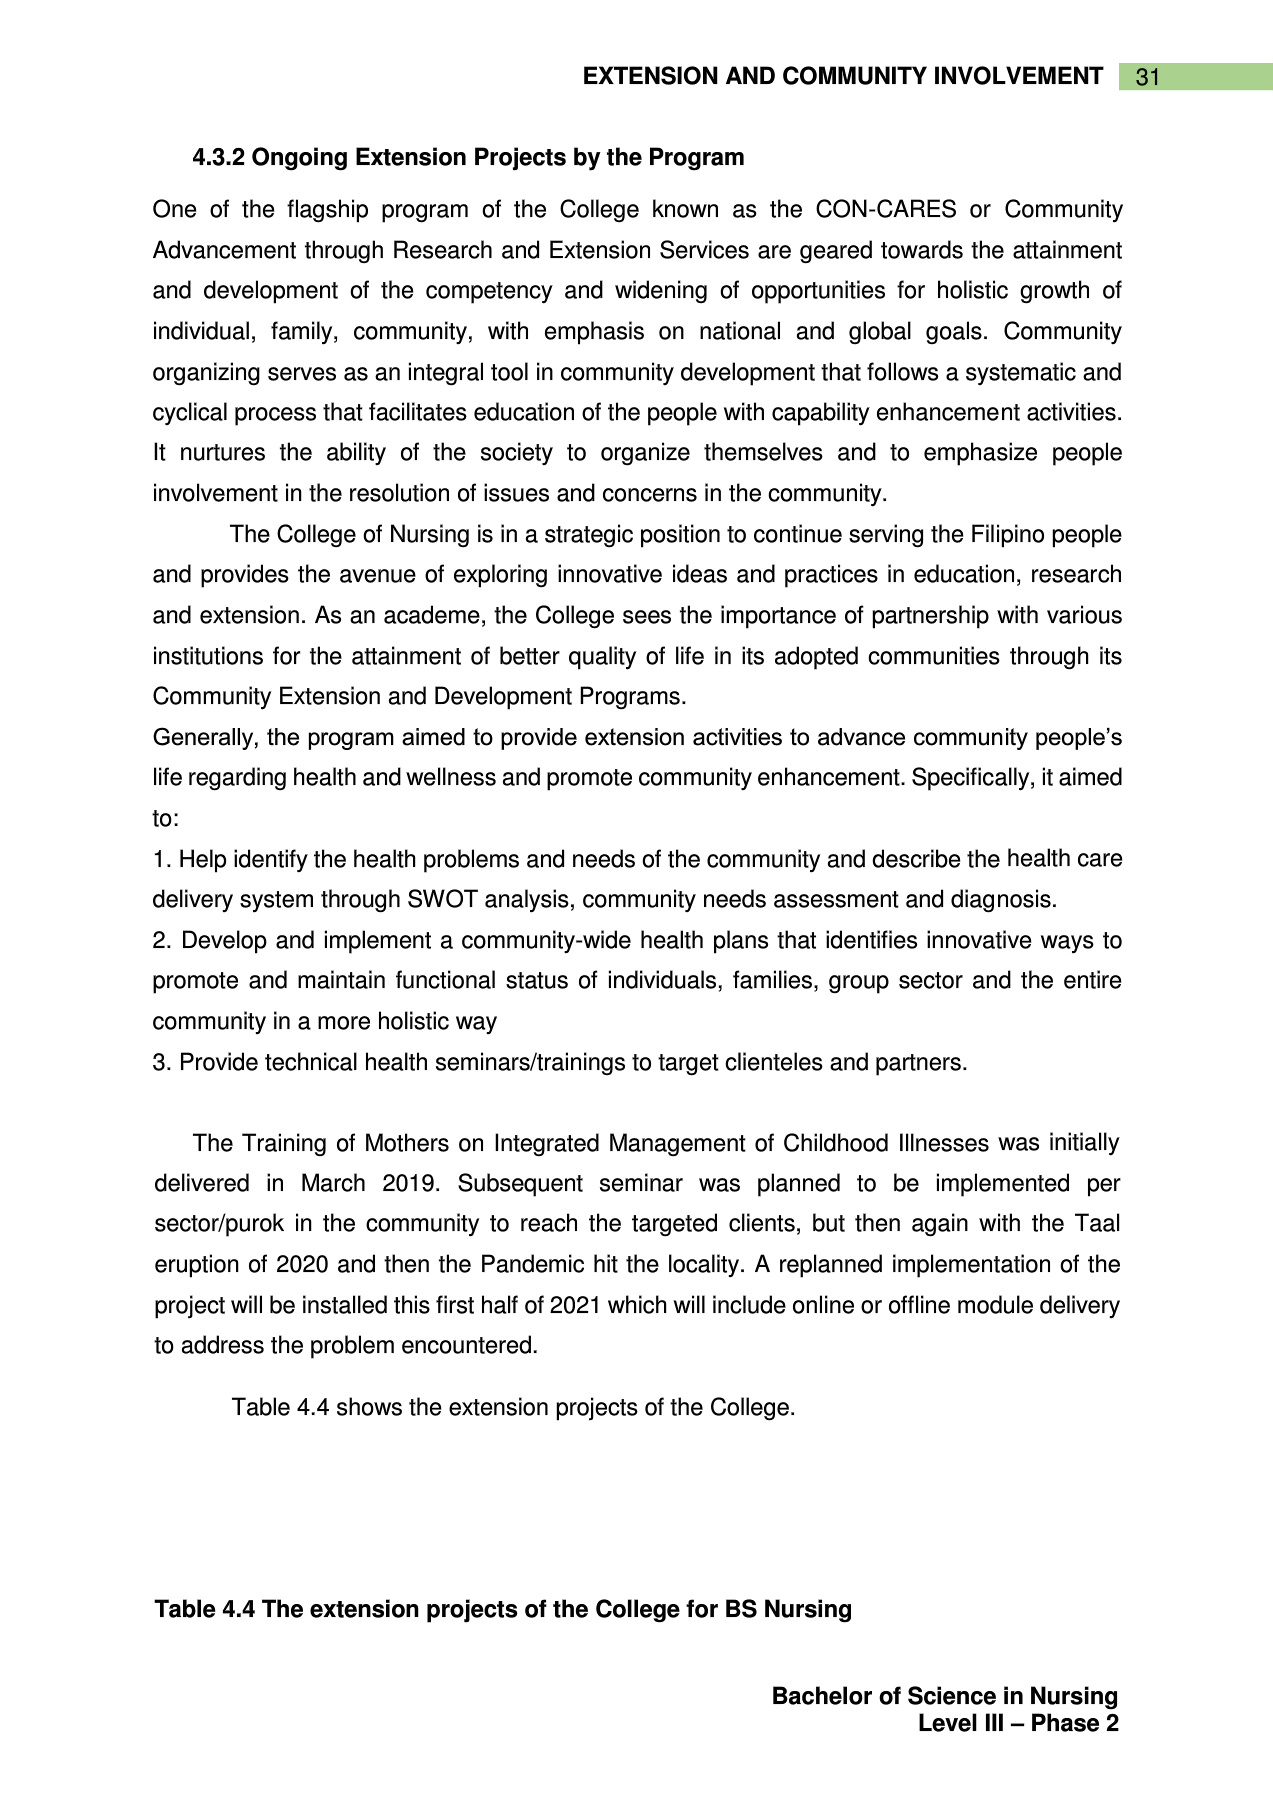 EXTENSION AND COMMUNITY INVOLVEMENT 31
4.3.2 Ongoing Extension Projects by the Program
One of the flagship program of the College known as the CON-CARES or Community
Advancement through Research and Extension Services are geared towards the attainment
and development of the competency and widening of opportunities for holistic growth of
individual, family, community, with emphasis on national and global goals. Community
organizing serves as an integral tool in community development that follows a systematic and
cyclical process that facilitates education of the people with capability enhancement activities.
It nurtures the ability of the society to organize themselves and to emphasize people
involvement in the resolution of issues and concerns in the community.
The College of Nursing is in a strategic position to continue serving the Filipino people
and provides the avenue of exploring innovative ideas and practices in education, research
and extension. As an academe, the College sees the importance of partnership with various
institutions for the attainment of better quality of life in its adopted communities through its
Community Extension and Development Programs.
Generally, the program aimed to provide extension activities to advance community people’s
life regarding health and wellness and promote community enhancement. Specifically, it aimed
to:
1. Help identify the health problems and needs of the community and describe the health care
delivery system through SWOT analysis, community needs assessment and diagnosis.
2. Develop and implement a community-wide health plans that identifies innovative ways to
promote and maintain functional status of individuals, families, group sector and the entire
community in a more holistic way
3. Provide technical health seminars/trainings to target clienteles and partners.
The Training of Mothers on Integrated Management of Childhood Illnesses was initially
delivered in March 2019. Subsequent seminar was planned to be implemented per
sector/purok in the community to reach the targeted clients, but then again with the Taal
eruption of 2020 and then the Pandemic hit the locality. A replanned implementation of the
project will be installed this first half of 2021 which will include online or offline module delivery
to address the problem encountered.
Table 4.4 shows the extension projects of the College.
Table 4.4 The extension projects of the College for BS Nursing
Bachelor of Science in Nursing
Level III – Phase 2